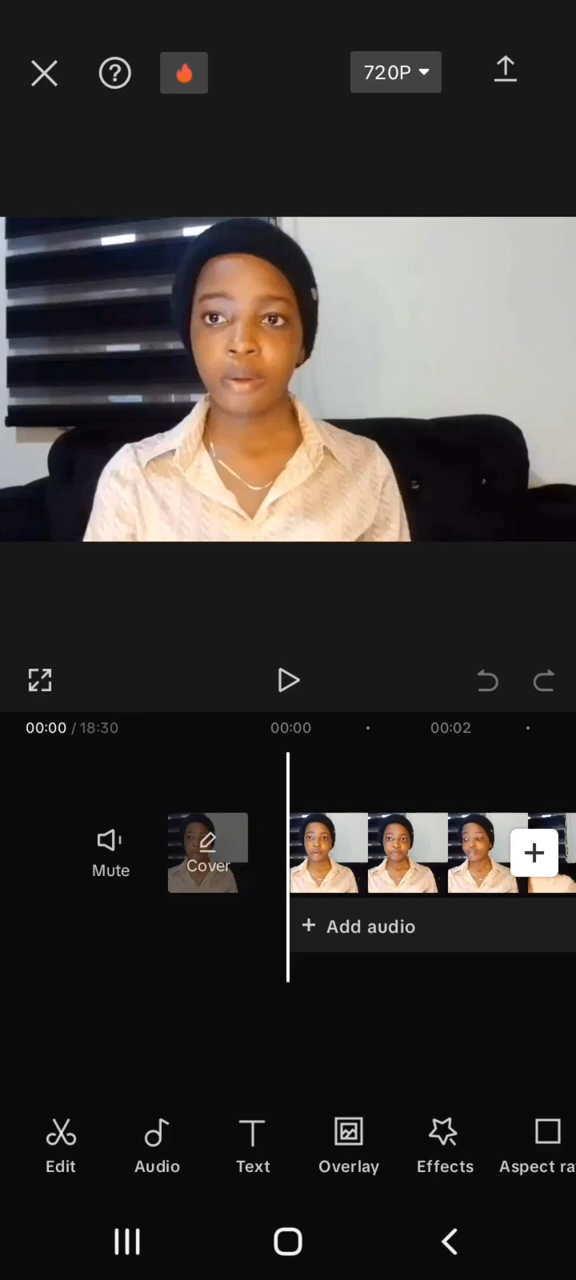 720P
00:00 / 18:30 00:00 00:02
Mute
Cover
Add audio
Edit Audio Text Overlay Effects Aspect ra